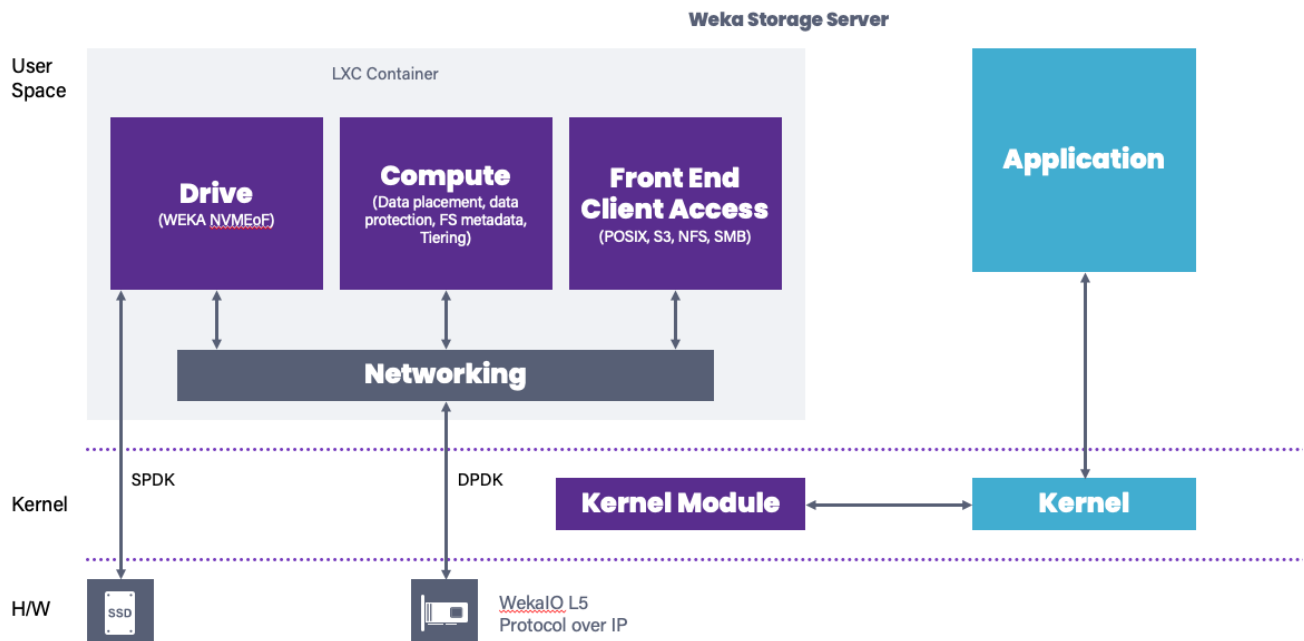 Weka Storage Server
User
Space
LXC Container
Drive
(WEKA NVMEoF)
Compute
(Data placement, data
protection, FS metadata,
Tiering)
Front End
Client Access
(POSIX, S3, NFS, SMB)
Application
Networking
SPDK
DPDK
Kernel
Kernel Module
Kernel
H/W
SSD
WekaIO L5
Protocol over IP